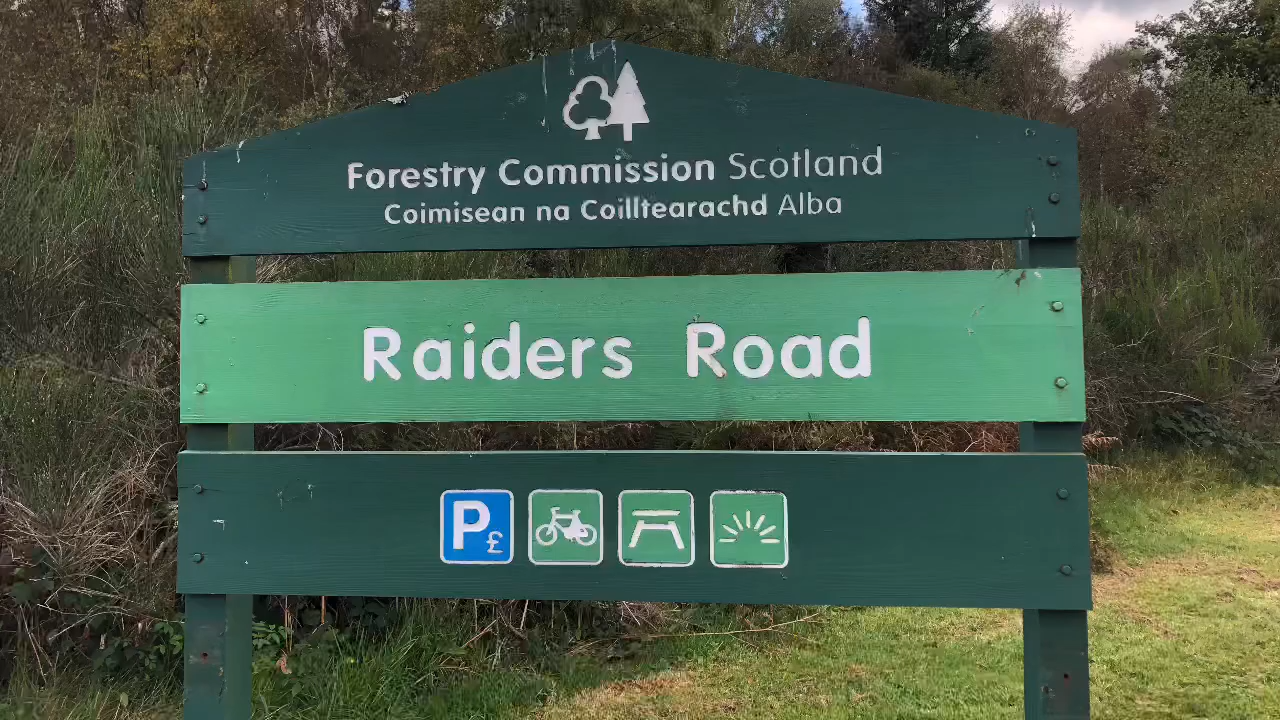 Forestry Commission Scotland
Coimisean na Coilltearachd Alba
Raiders Road
P£